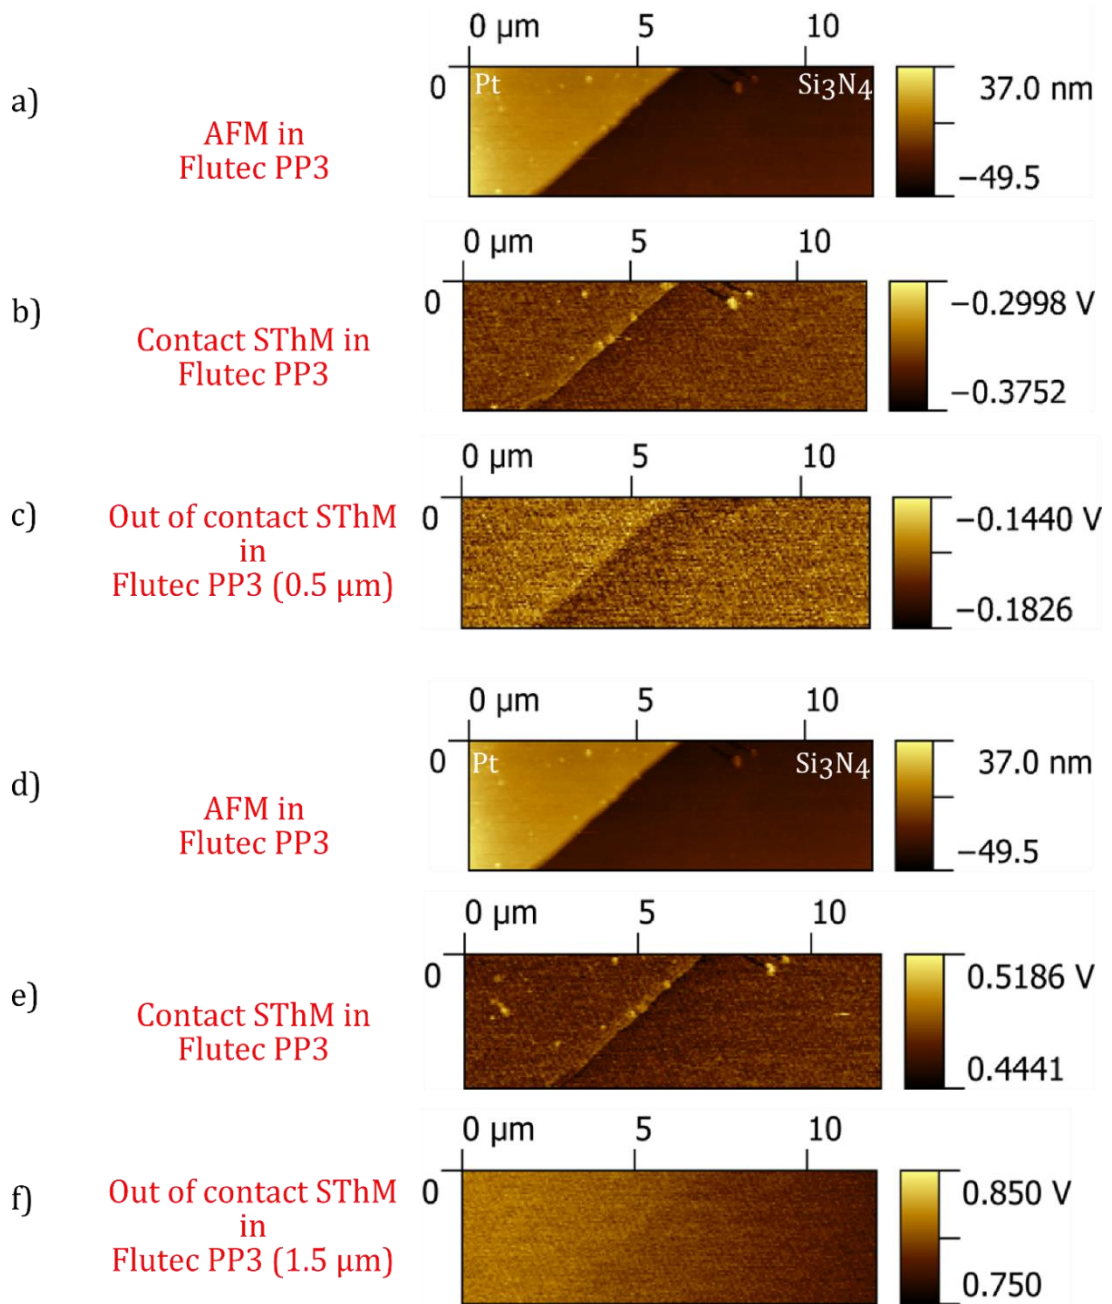 0 µm 5 10
a)
AFM in
Flutec PP3
0
Pt
Si3N4
37.0 nm
−49.5
0 µm 5 10
b)
Contact SThM in
Flutec PP3
0
−0.2998 V
−0.3752
0 µm 5 10
c)
Out of contact SThM
in
Flutec PP3 (0.5 µm)
0
−0.1440 V
−0.1826
0 µm 5 10
d)
AFM in
Flutec PP3
0
Pt
Si3N4
37.0 nm
−49.5
0 µm 5 10
e)
Contact SThM in
Flutec PP3
0
0.5186 V
0.4441
0 µm 5 10
f)
Out of contact SThM
in
Flutec PP3 (1.5 µm)
0
0.850 V
0.750